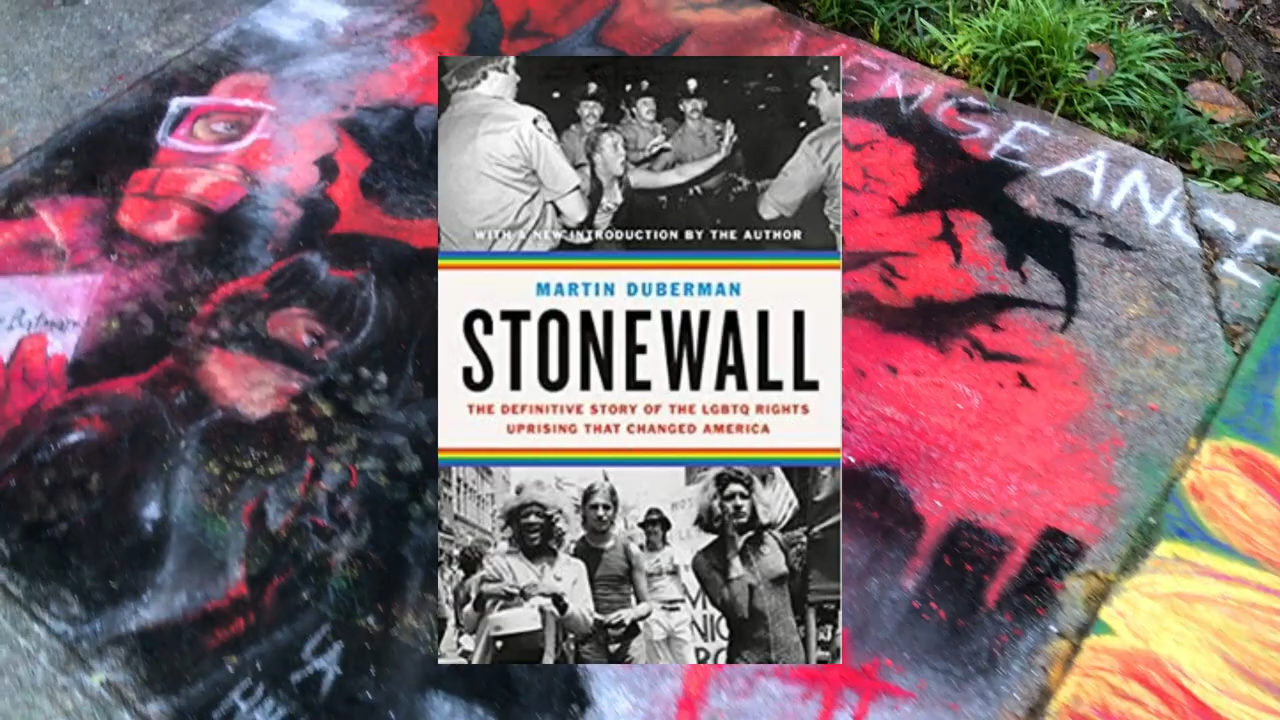 VENGEANCE
WITH A NEW INTRODUCTION BY THE AUTHOR
MARTIN DUBERMAN
STONEWALL
THE DEFINITIVE STORY OF THE LGBTQ RIGHTS
UPRISING THAT CHANGED AMERICA